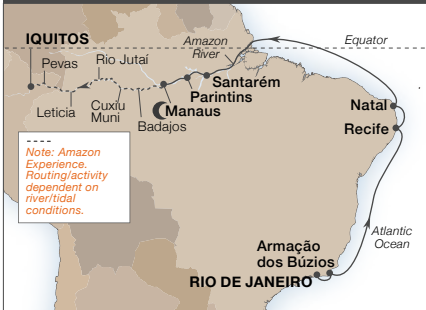 IQUITOS
Amazon
River
Equator
Pevas
Rio Jutaí
Santarém
Parintins
Leticia
Cuxiu
Muni
Manaus
Badajos
Natal
Recife
Note: Amazon
Experience.
Routing/activity
dependent on
river/tidal
conditions.
Atlantic
Ocean
Armação
dos Búzios
RIO DE JANEIRO